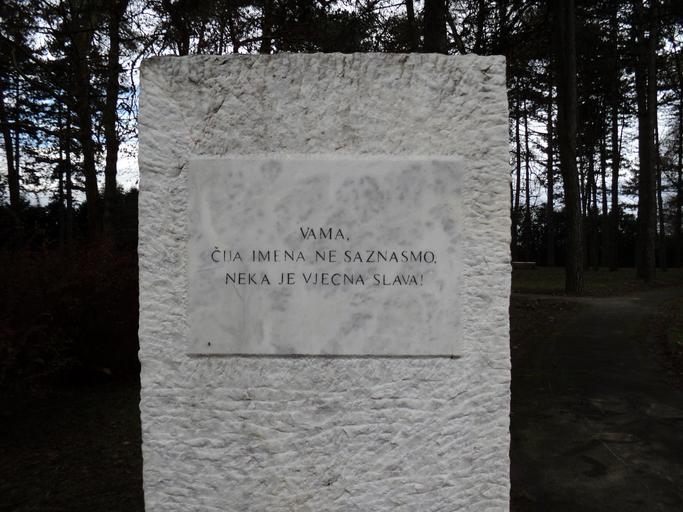 VAMA,
ČIJA IMENA NE SAZNASMO,
NEKA JE VJEČNA SLAVA!